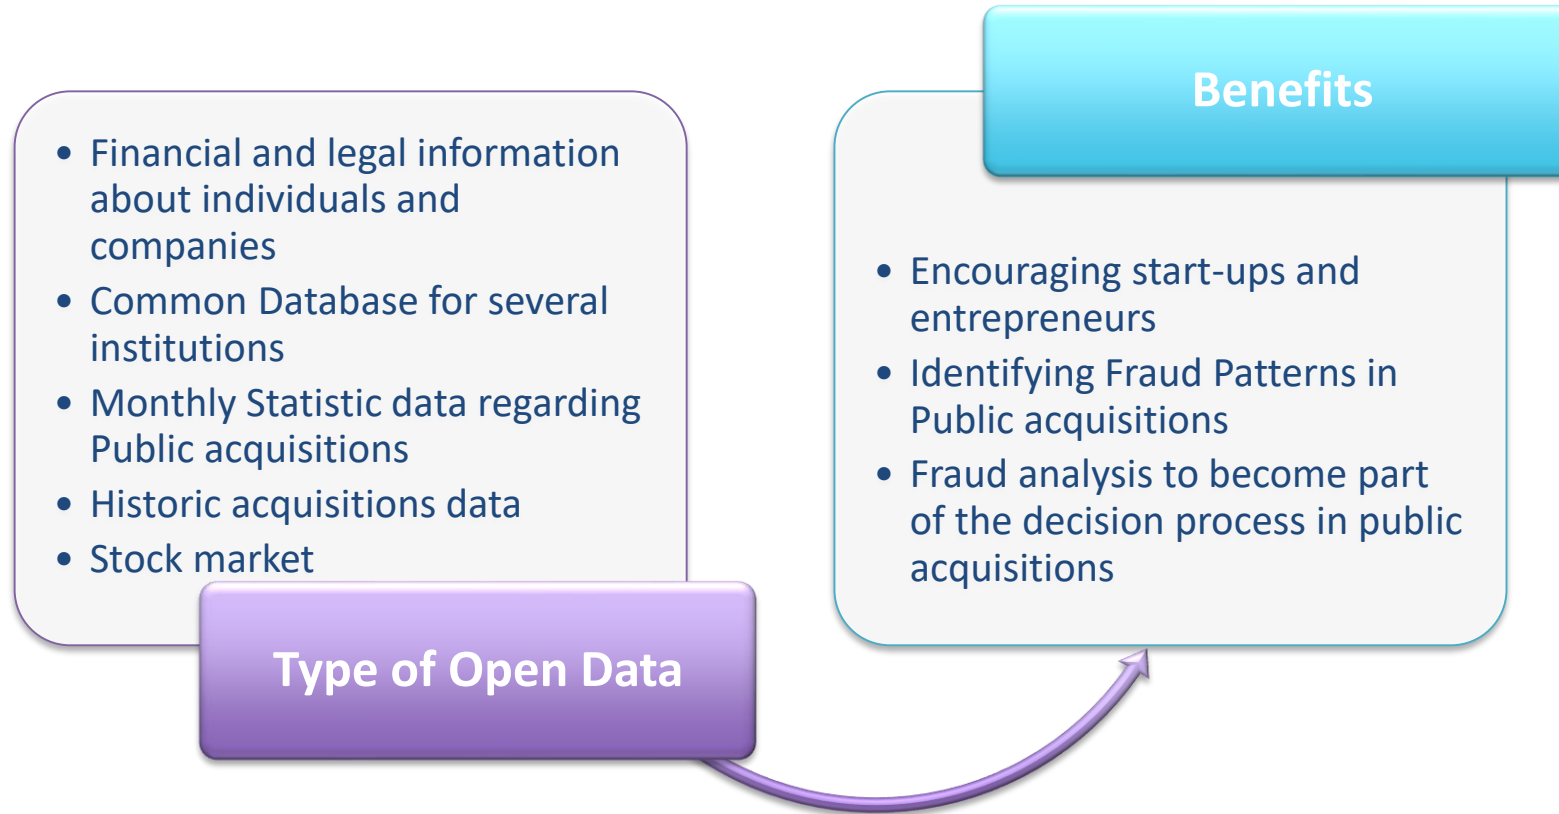 • Financial and legal information
about individuals and
companies
• Common Database for several
institutions
• Monthly Statistic data regarding
Public acquisitions
• Historic acquisitions data
• Stock market
Type of Open Data
Benefits
• Encouraging start-ups and
entrepreneurs
• Identifying Fraud Patterns in
Public acquisitions
• Fraud analysis to become part
of the decision process in public
acquisitions